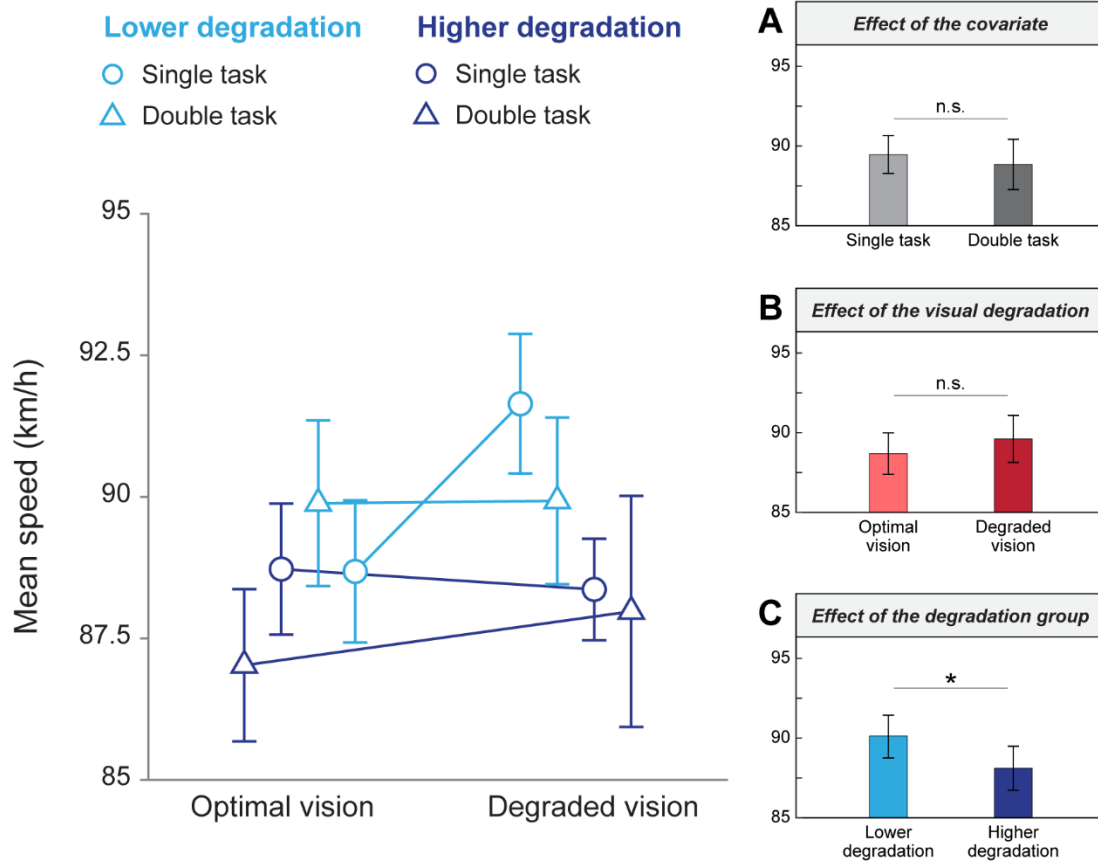 Lower degradation
Single task
Double task
Higher degradation
Single task
Double task
Mean speed (km/h)
95
92.5
90
87.5
85
Optimal vision
Degraded vision
A
Effect of the covariate
95
90
85
n.s.
Single task
Double task
B
Effect of the visual degradation
95
90
85
n.s.
Optimal
vision
Degraded
vision
C
Effect of the degradation group
95
90
85
*
Lower
degradation
Higher
degradation